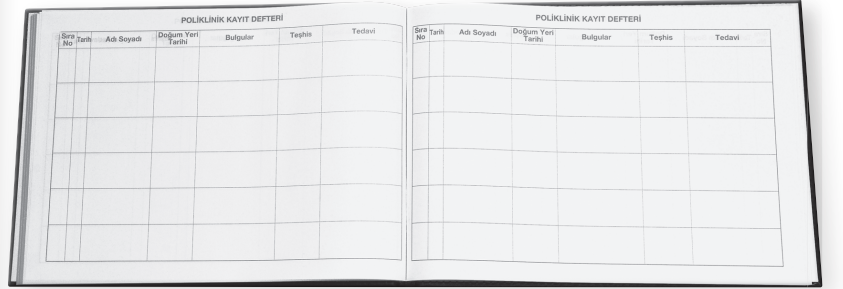 POLİKLİNİK KAYIT DEFTERİ
Sıra No Tarih Adı Soyadı Doğum Yeri Tarihi Bulgular Teşhis Tedavi
POLİKLİNİK KAYIT DEFTERİ
Sıra No Tarih Adı Soyadı Doğum Yeri Tarihi Bulgular Teşhis Tedavi